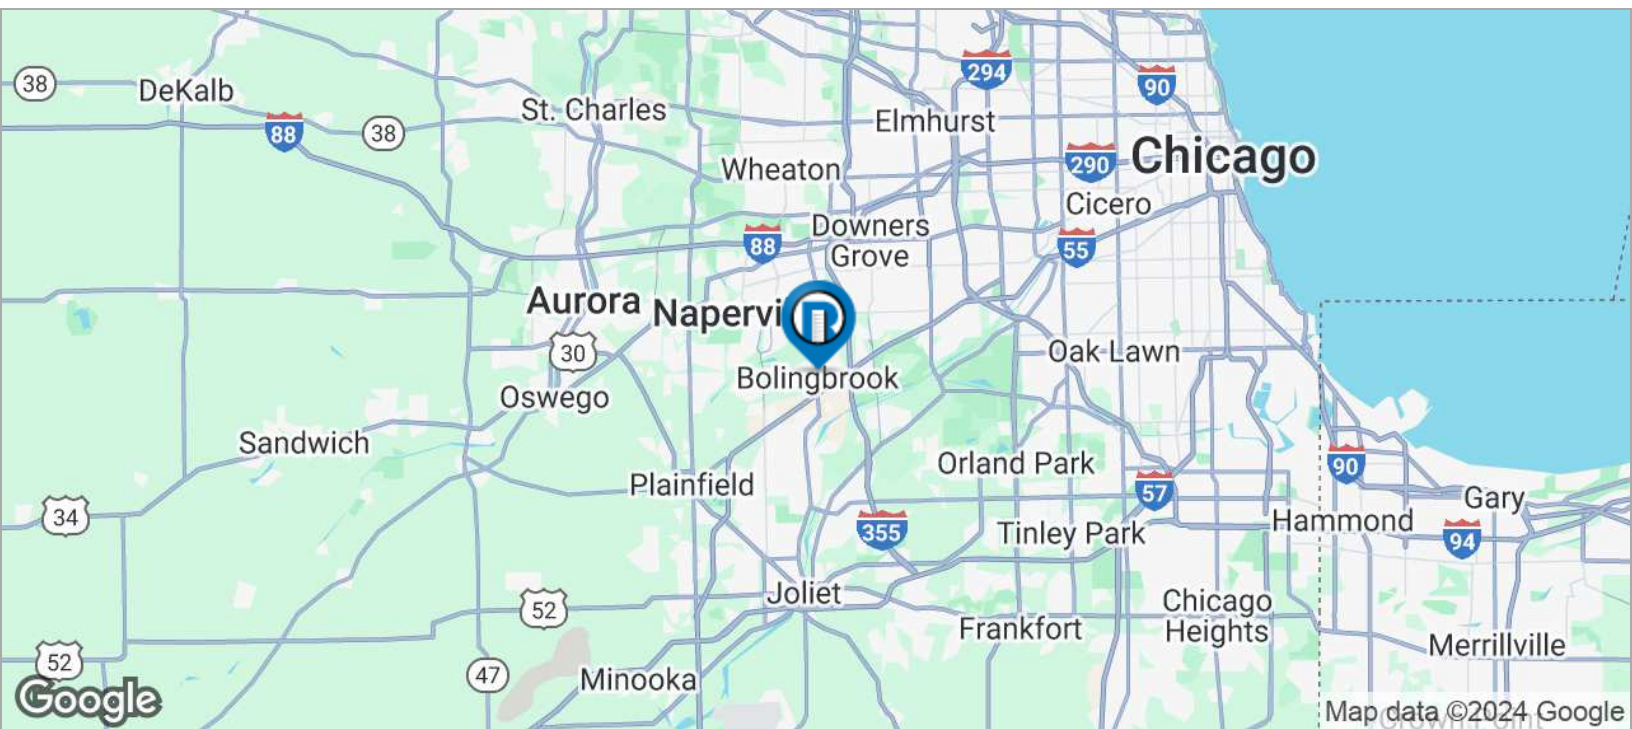 294
90
38
DeKalb
St. Charles
Elmhurst
88
38
Chicago
290
Wheaton
Cicero
Downers
Grove
88
55
Aurora
Napervi
30
Oak Lawn
Bolingbrook
Oswego
Sandwich
Orland Park
90
Plainfield
57
Gary
34
355
Tinley Park
Hammond
94
Joliet
52
Chicago
Heights
Frankfort
Merrillville
52
47
Minooka
Google
Map data ©2024 Google
Crown Point